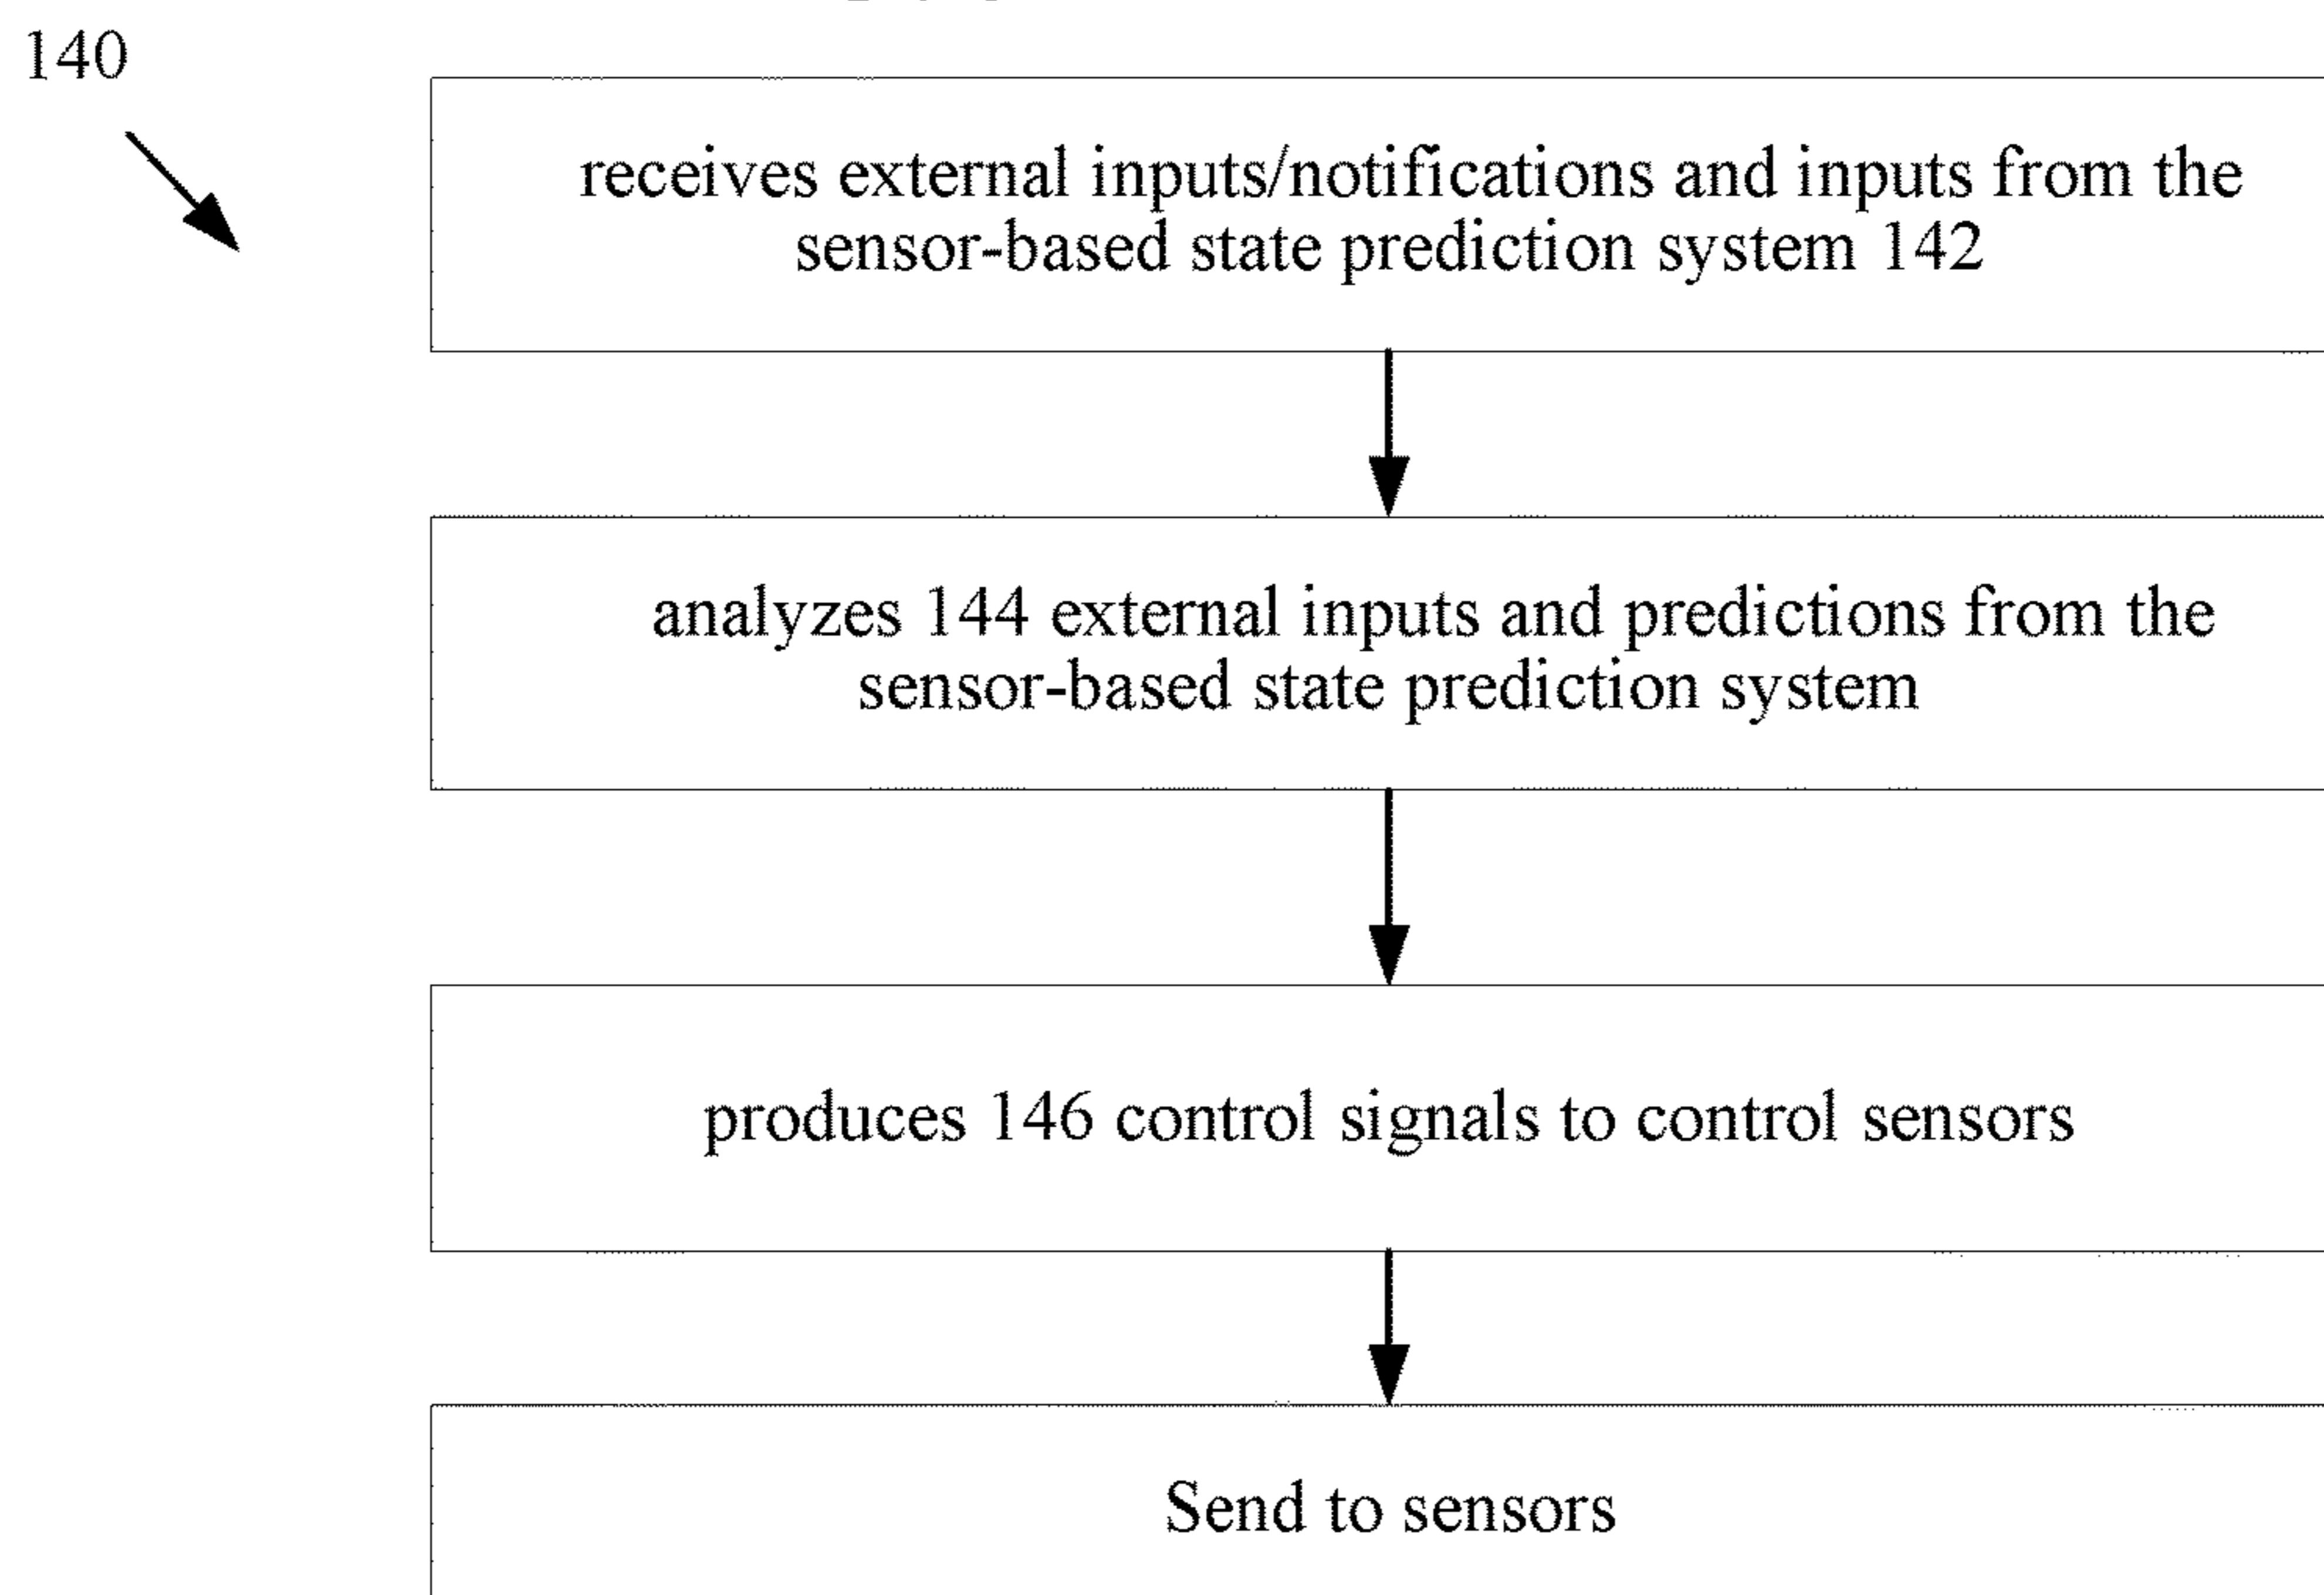 140
receives external inputs/notifications and inputs from the
sensor-based state prediction system 142
analyzes 144 external inputs and predictions from the
sensor-based state prediction system
produces 146 control signals to control sensors
Send to sensors